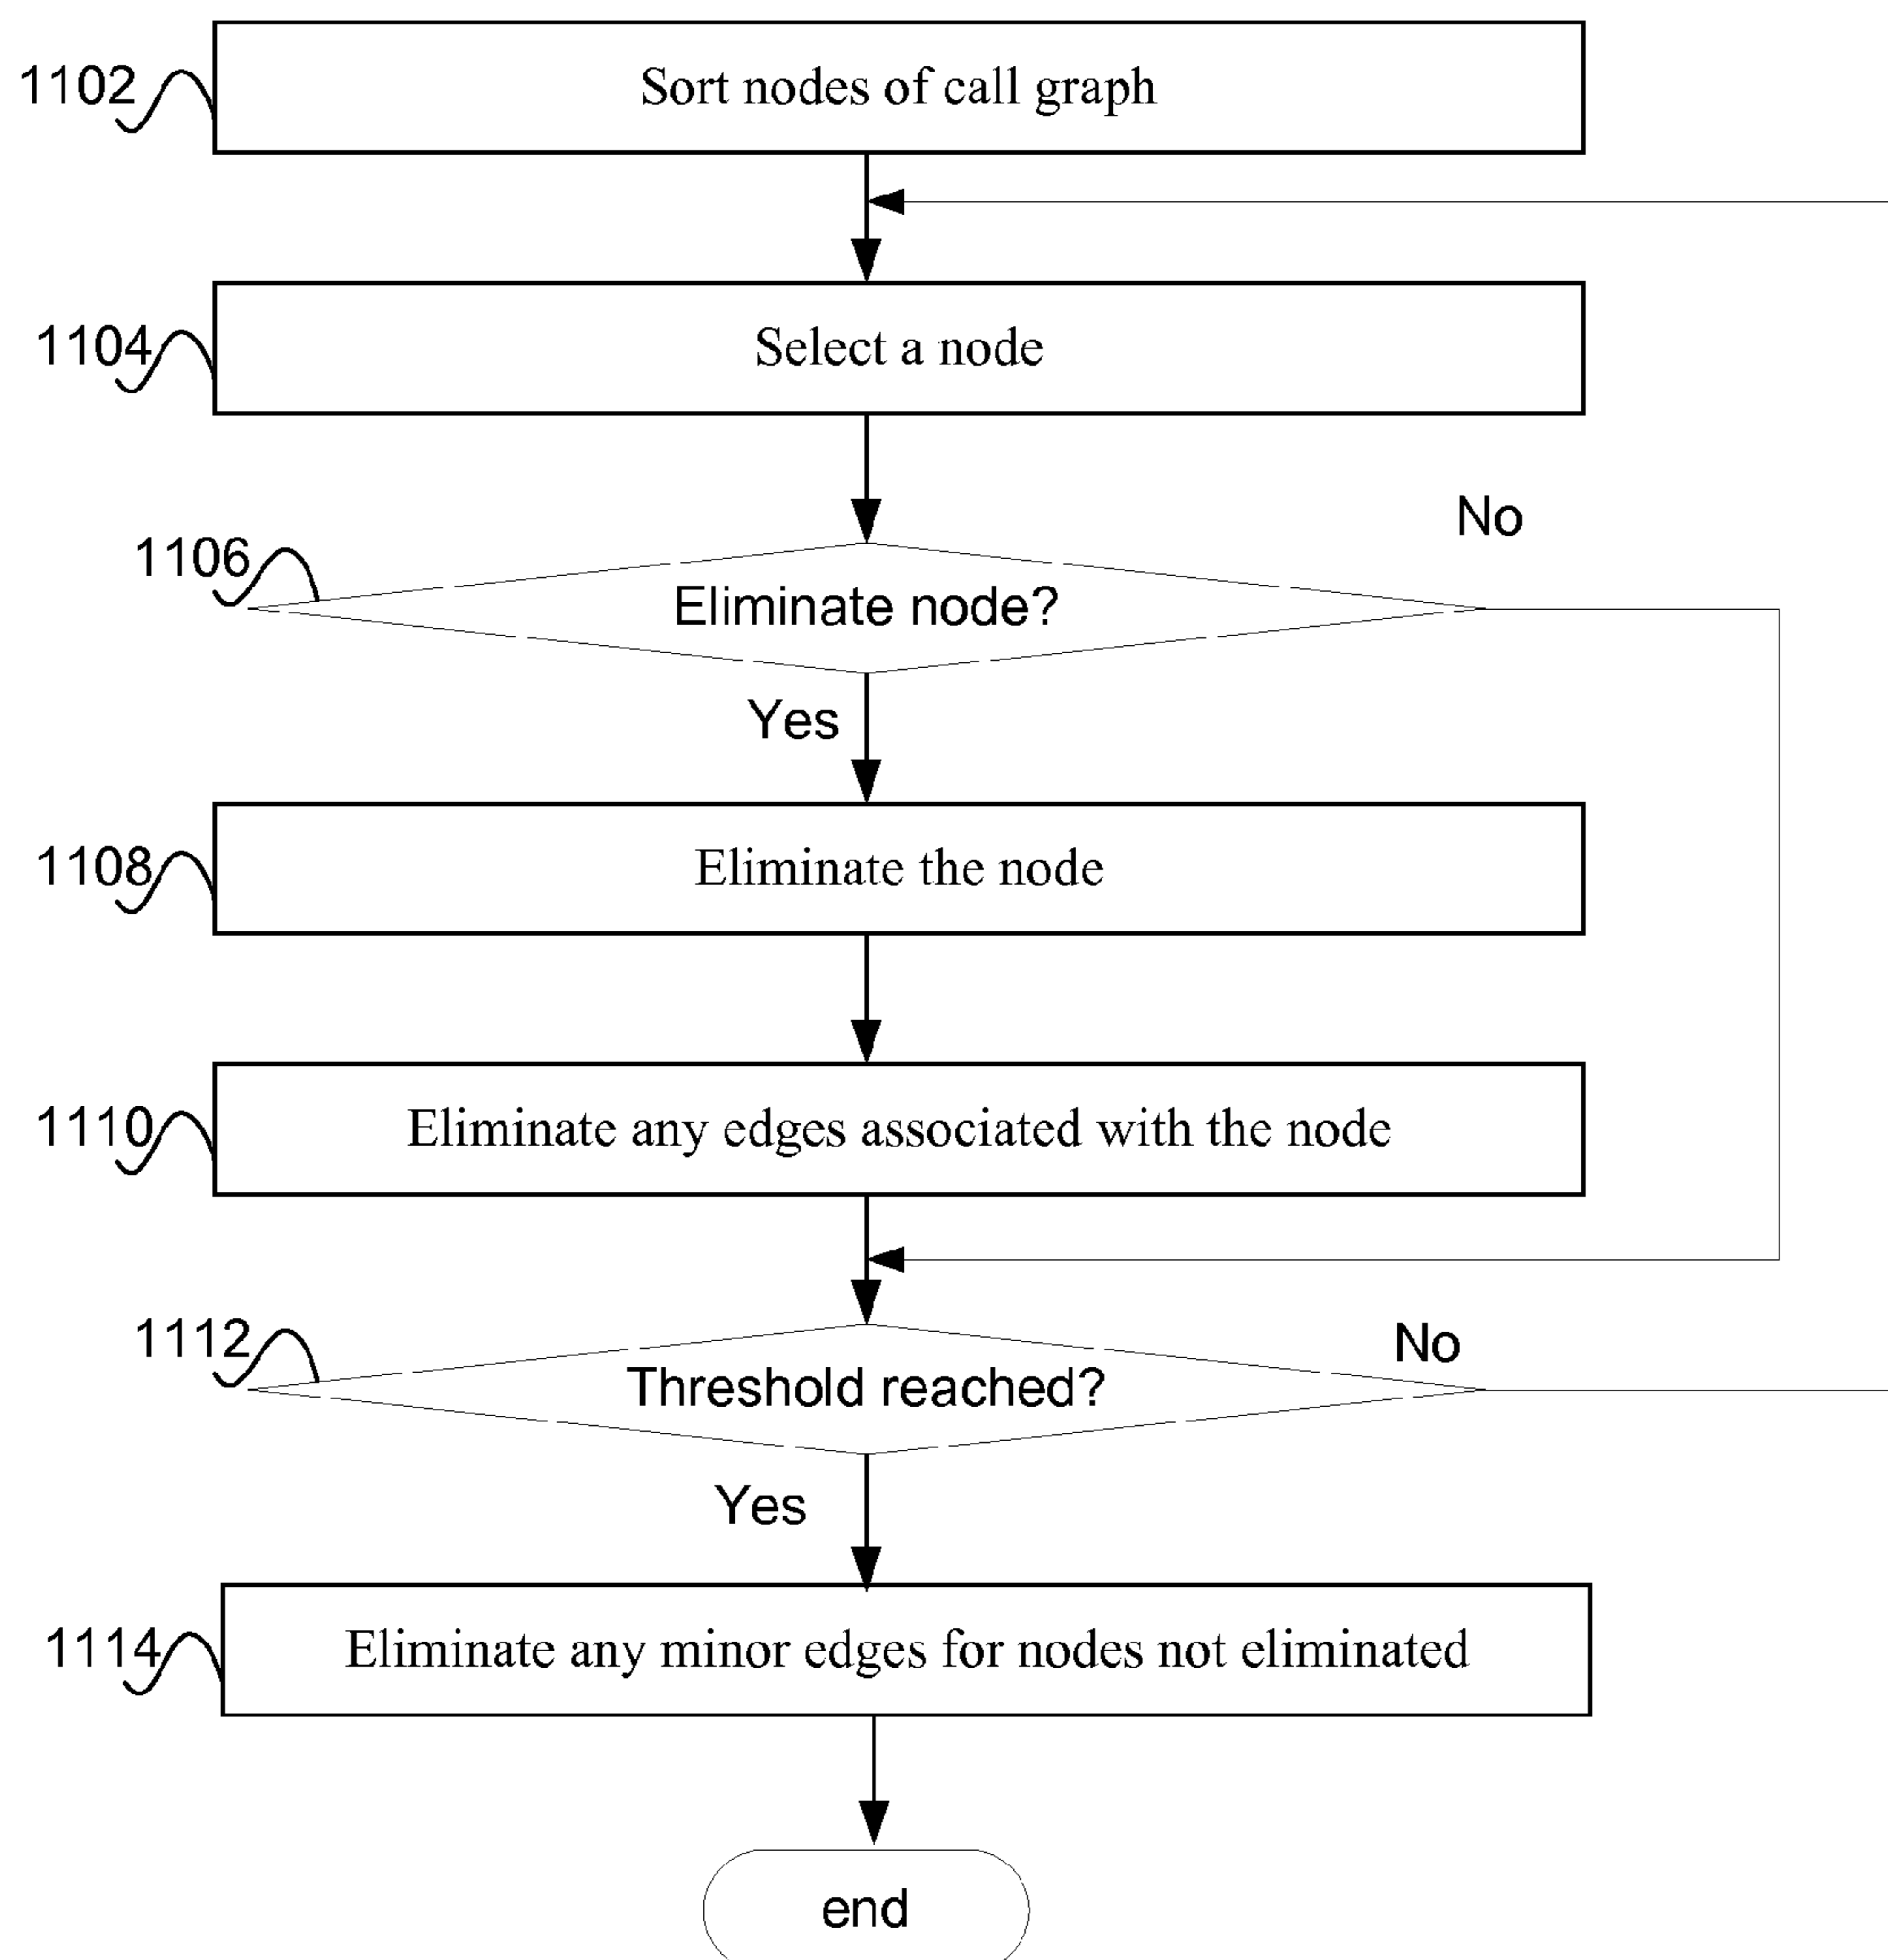 1102
Sort nodes of call graph
1104
Select a node
No
1106
Eliminate node?
Yes
1108
Eliminate the node
1110
Eliminate any edges associated with the node
1112
Threshold reached?
No
Yes
1114
Eliminate any minor edges for nodes not eliminated
end